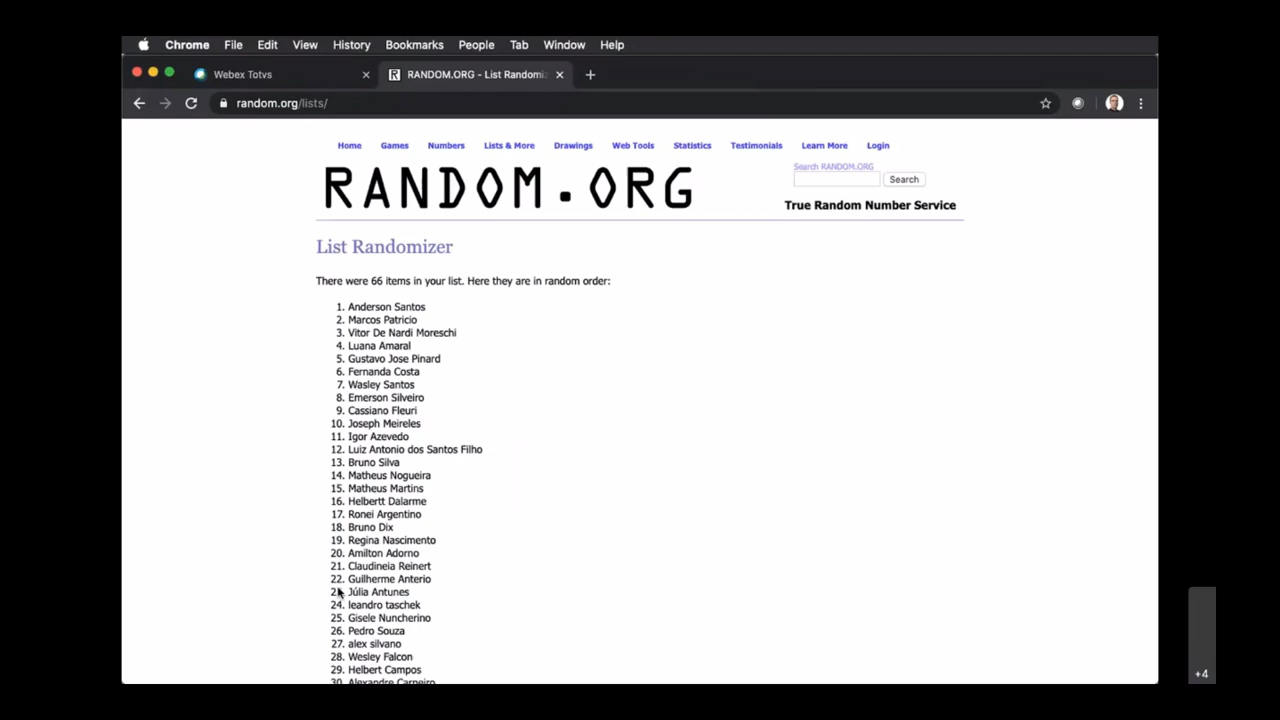 Chrome File Edit View History Bookmarks People Tab Window Help
Webex Totvs
RANDOM.ORG - List Randomi
random.org/lists/
Home Games Numbers Lists & More Drawings Web Tools Statistics Testimonials Learn More Login
Search RANDOM.ORG
RANDOM.ORG
Search
True Random Number Service
List Randomizer
There were 66 items in your list. Here they are in random order:
1. Anderson Santos
2. Marcos Patricio
3. Vitor De Nardi Moreschi
4. Luana Amaral
5. Gustavo Jose Pinard
6. Fernanda Costa
7. Wasley Santos
8. Emerson Silveiro
9. Cassiano Fleuri
10. Joseph Meireles
11. Igor Azevedo
12. Luiz Antonio dos Santos Filho
13. Bruno Silva
14. Matheus Nogueira
15. Matheus Martins
16. Helbertt Dalarme
17. Ronei Argentino
18. Bruno Dix
19. Regina Nascimento
20. Amilton Adorno
21. Claudineia Reinert
22. Guilherme Anterio
2 Júlia Antunes
24. leandro taschek
25. Gisele Nuncherino
26. Pedro Souza
27. alex silvano
28. Wesley Falcon
29. Helbert Campos
30. Alexandre Carneiro
+4